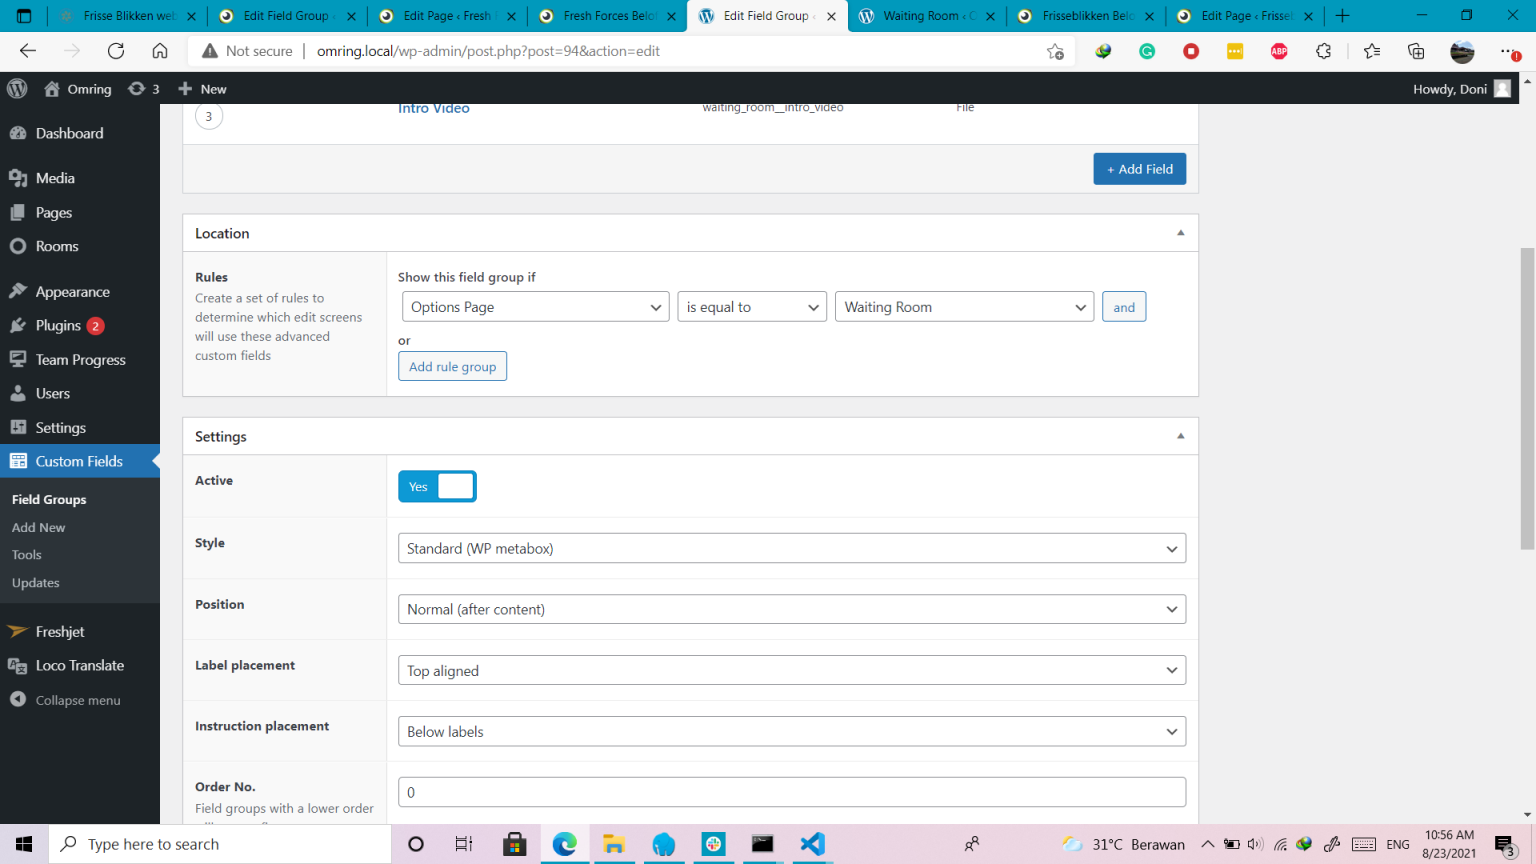 Frisse Blikken web
Edit Field Group ‹
Edit Page ‹ Fresh F
Fresh Forces Belof
Edit Field Group ‹
Waiting Room ‹ C
Frisseblikken Belo
Edit Page ‹ Frisset
Not secure
omring.local/wp-admin/post.php?post=94&action=edit
Omring
3
New
Howdy, Doni
Dashboard
Media
Pages
Rooms
Appearance
Plugins 2
Team Progress
Users
Settings
Custom Fields
Field Groups
Add New
Tools
Updates
Freshjet
Loco Translate
Collapse menu
3
Intro Video
waiting_room__intro_video
File
+ Add Field
Location
Rules
Create a set of rules to
determine which edit screens
will use these advanced
custom fields
Show this field group if
Options Page
is equal to
Waiting Room
and
or
Add rule group
Settings
Active
Yes
Style
Standard (WP metabox)
Position
Normal (after content)
Label placement
Top aligned
Instruction placement
Below labels
Order No.
Field groups with a lower order
0
Type here to search
31°C Berawan
ENG
10:56 AM
8/23/2021
3